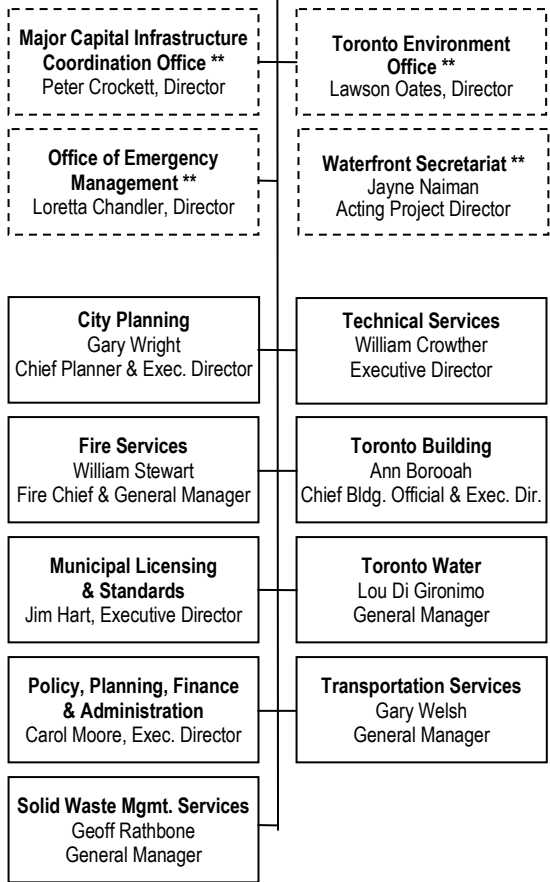 Major Capital Infrastructure
Coordination Office **
Peter Crockett, Director
Toronto Environment
Office **
Lawson Oates, Director
Office of Emergency
Management **
Loretta Chandler, Director
Waterfront Secretariat **
Jayne Naiman
Acting Project Director
City Planning
Gary Wright
Chief Planner & Exec. Director
Technical Services
William Crowther
Executive Director
Fire Services
William Stewart
Fire Chief & General Manager
Toronto Building
Ann Borooah
Chief Bldg. Official & Exec. Dir.
Municipal Licensing
& Standards
Jim Hart, Executive Director
Toronto Water
Lou Di Gironimo
General Manager
Policy, Planning, Finance
& Administration
Carol Moore, Exec. Director
Transportation Services
Gary Welsh
General Manager
Solid Waste Mgmt. Services
Geoff Rathbone
General Manager